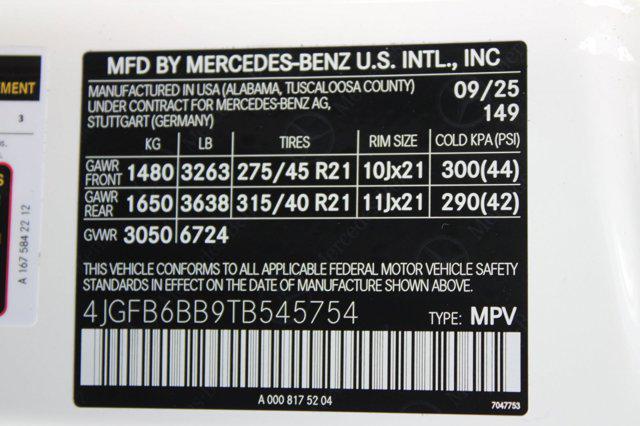 MFD BY MERCEDES-BENZ U.S. INTL., INC
MANUFACTURED IN USA (ALABAMA, TUSCALOOSA COUNTY) 09/25
UNDER CONTRACT FOR MERCEDES-BENZ AG, 149
STUTTGART (GERMANY)
KG LB TIRES RIM SIZE COLD KPA (PSI)
GAWR FRONT 1480 3263 275/45 R21 10Jx21 300(44)
GAWR REAR 1650 3638 315/40 R21 11Jx21 290(42)
GVWR 3050 6724
THIS VEHICLE CONFORMS TO ALL APPLICABLE FEDERAL MOTOR VEHICLE SAFETY
STANDARDS IN EFFECT ON THE DATE OF MANUFACTURE SHOWN ABOVE.
4JGFB6BB9TB545754 TYPE: MPV
A 000 817 52 04 7047753
EMENT
3
A 167 584 22 12